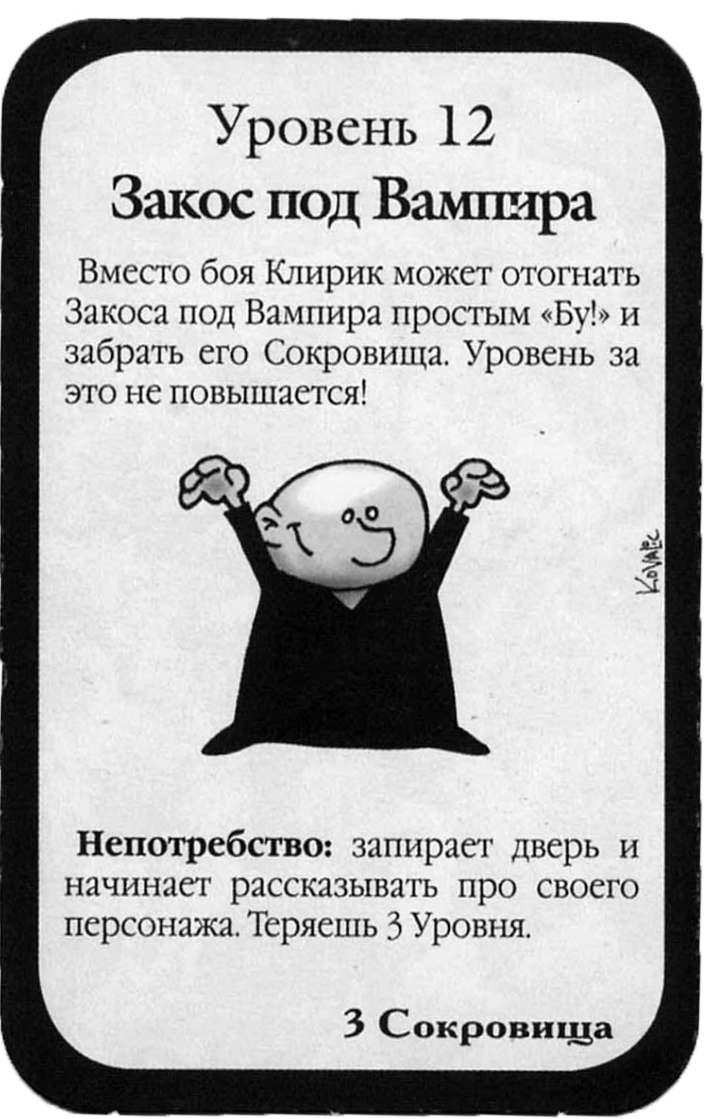 Уровень 12
Закос под Вампира
Вместо боя Клирик может отогнать
Закоса под Вампира простым «Бу!» и
забрать его Сокровища. Уровень за
это не повышается!
Kovalic
Непотребство: запирает дверь и
начинает рассказывать про своего
персонажа. Теряешь 3 Уровня.
3 Сокровища